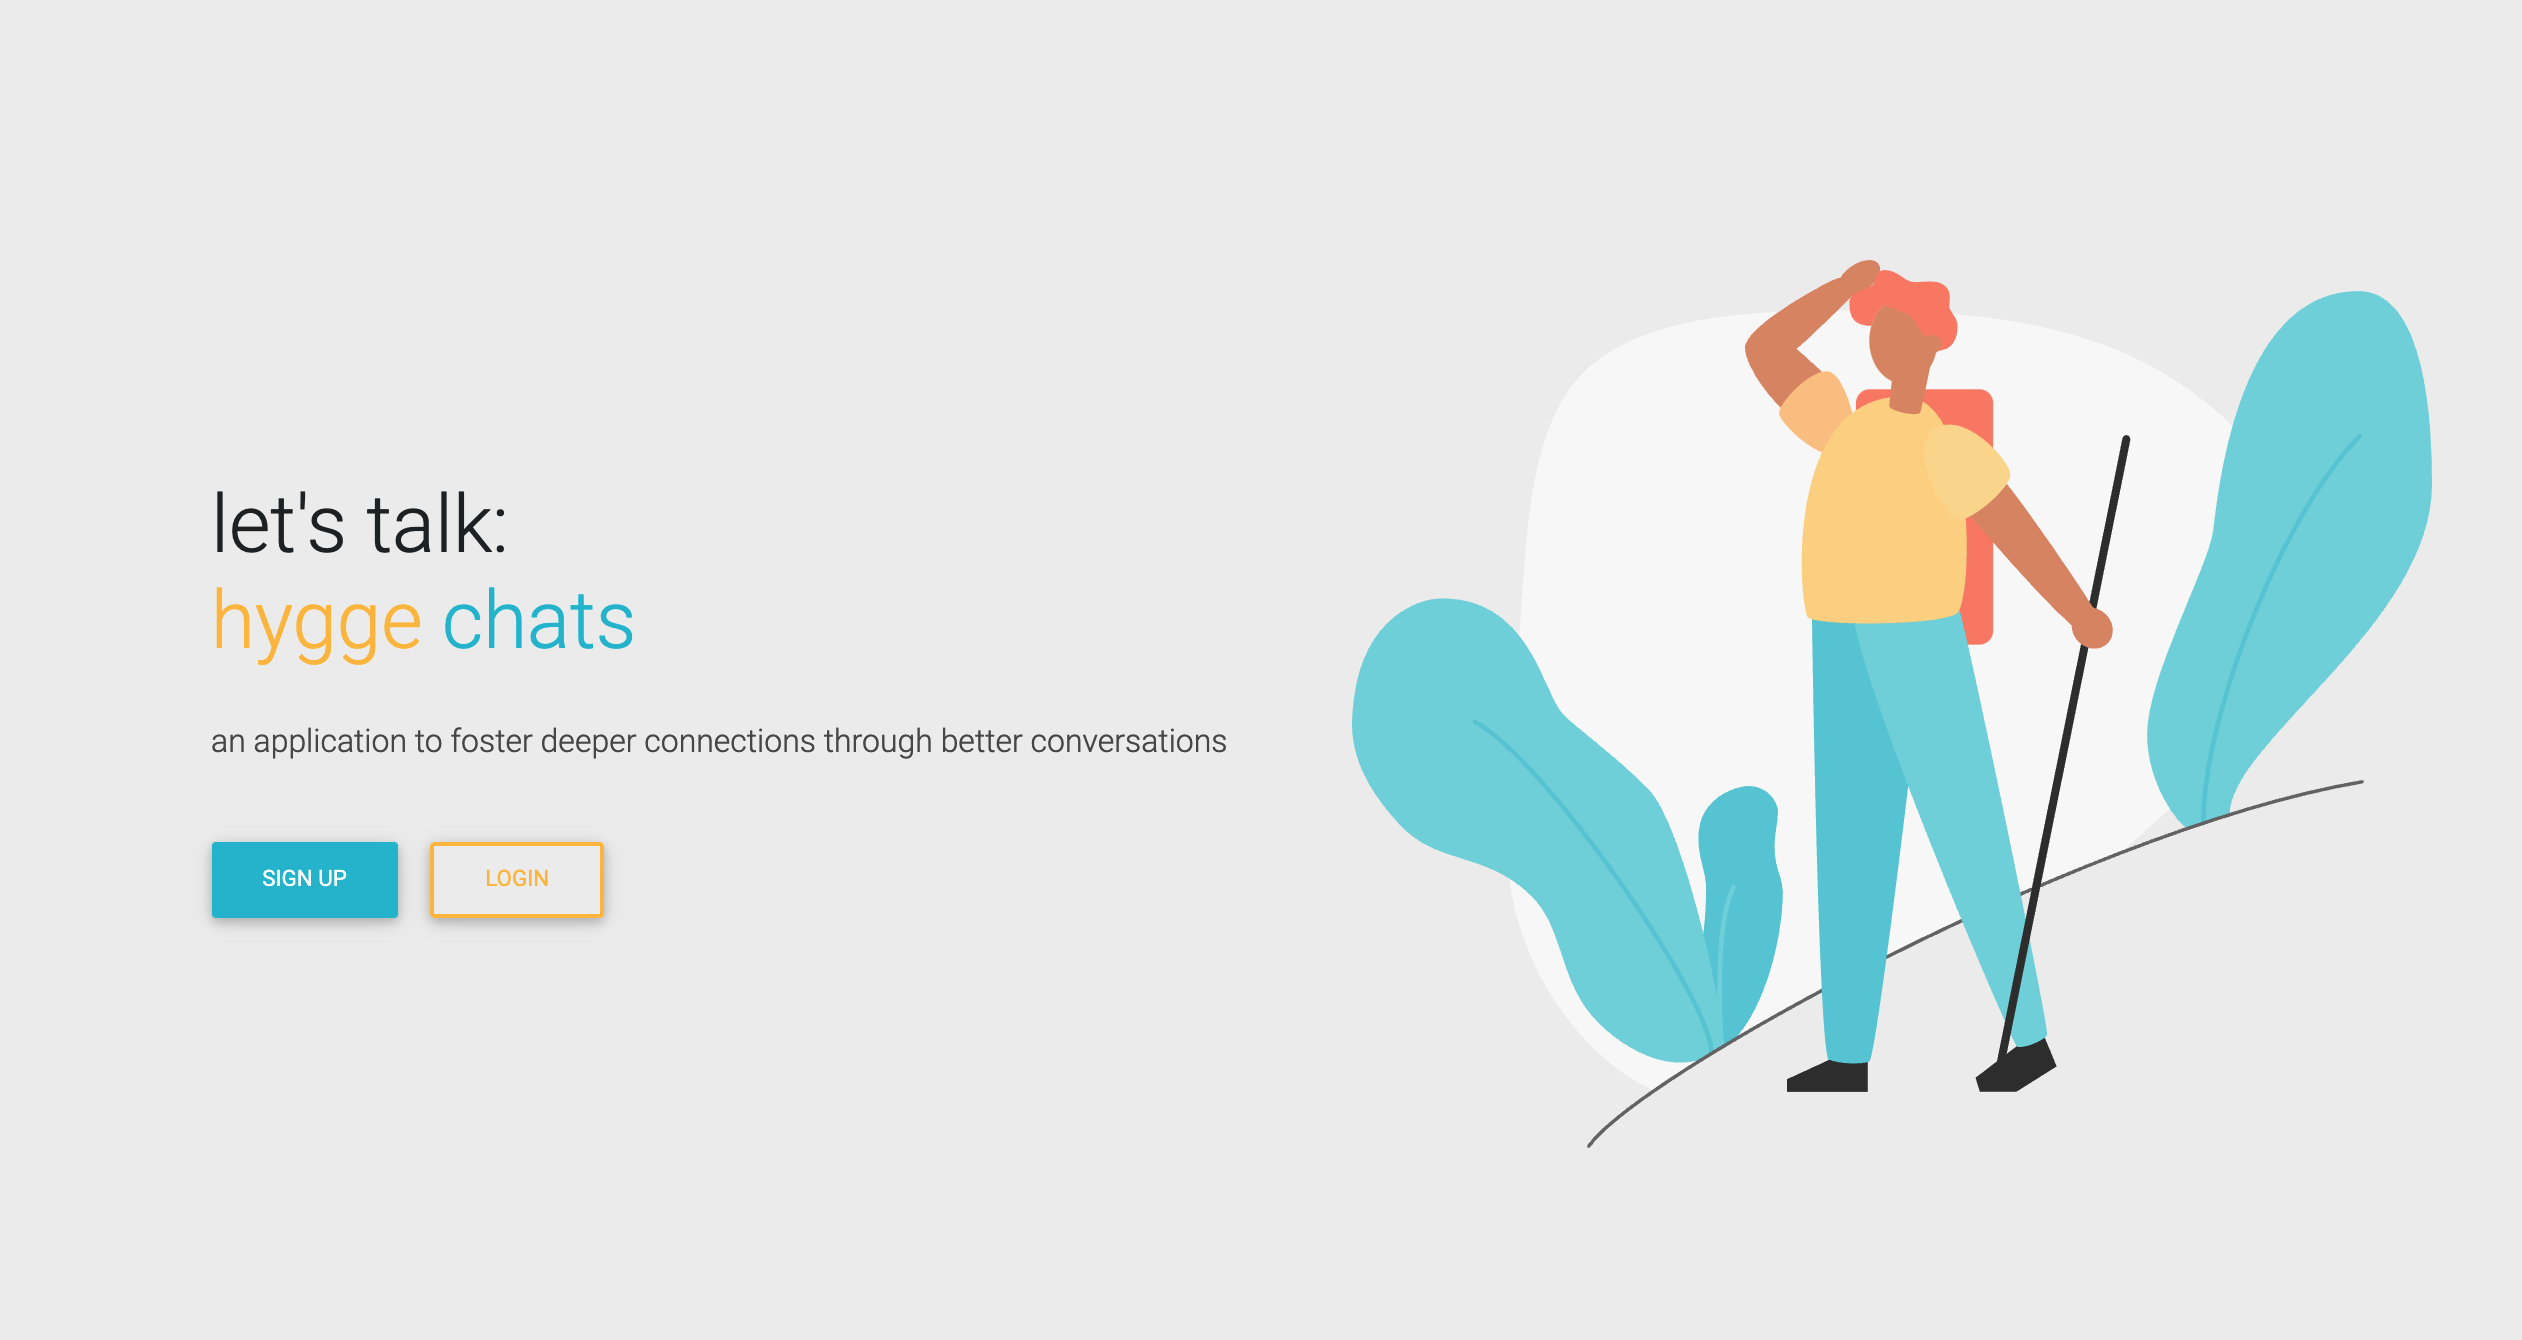 let's talk:
hygge chats
an application to foster deeper connections through better conversations
SIGN UP
LOGIN